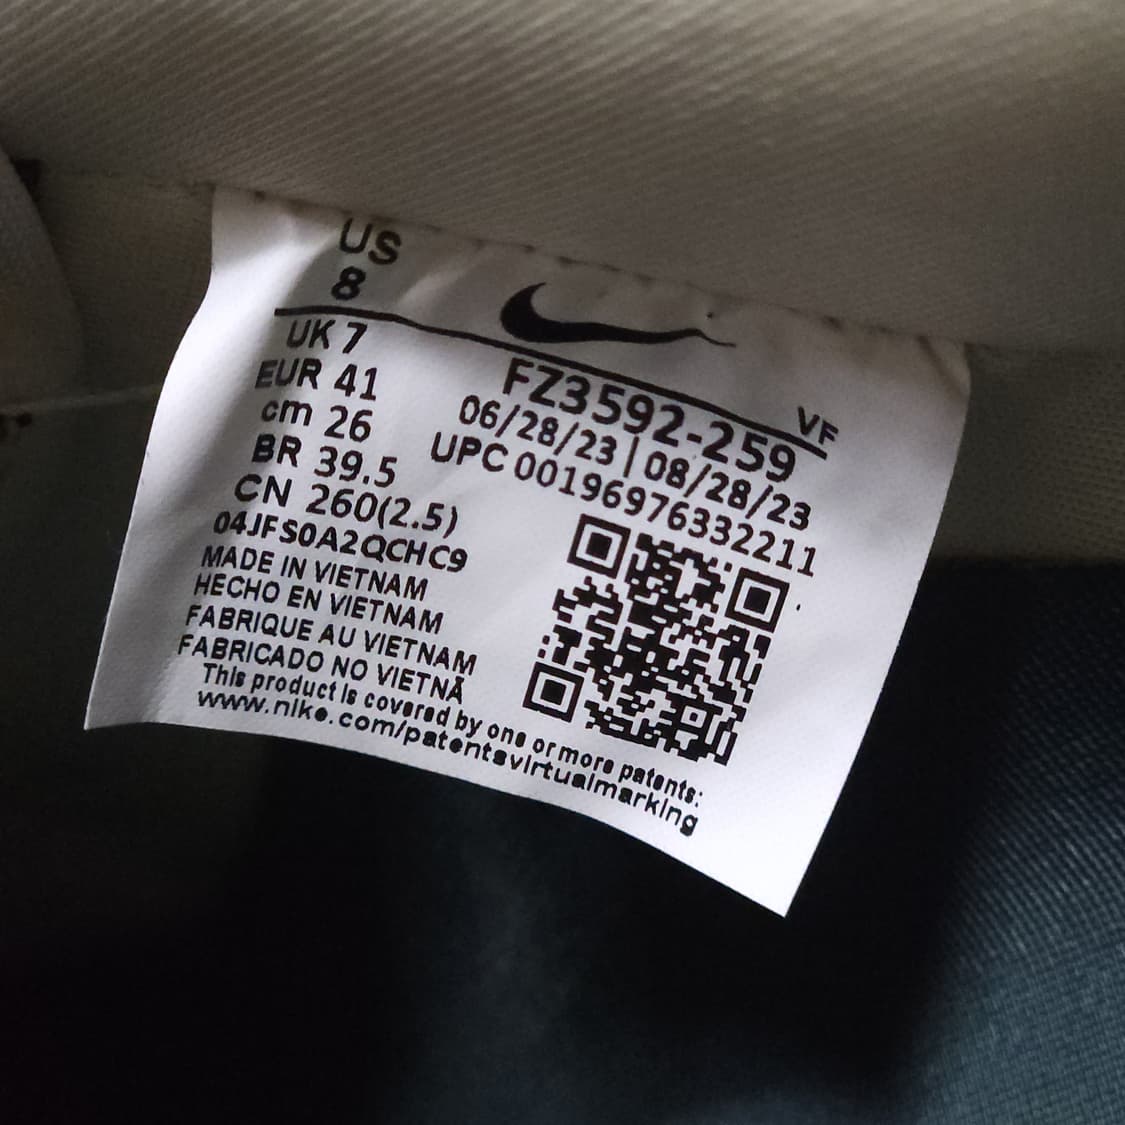 US
8
UK 7
EUR 41
cm 26
BR 39.5
CN 260(2.5)
04JFS0A2QCHC9
MADE IN VIETNAM
HECHO EN VIETNAM
FABRIQUE AU VIETNAM
FABRICADO NO VIETNÃ
This product is covered by one or more patents:
www.nike.com/patentsvirtualmarking
VF
FZ3592-259
06/28/23 | 08/28/23
UPC 00196976332211